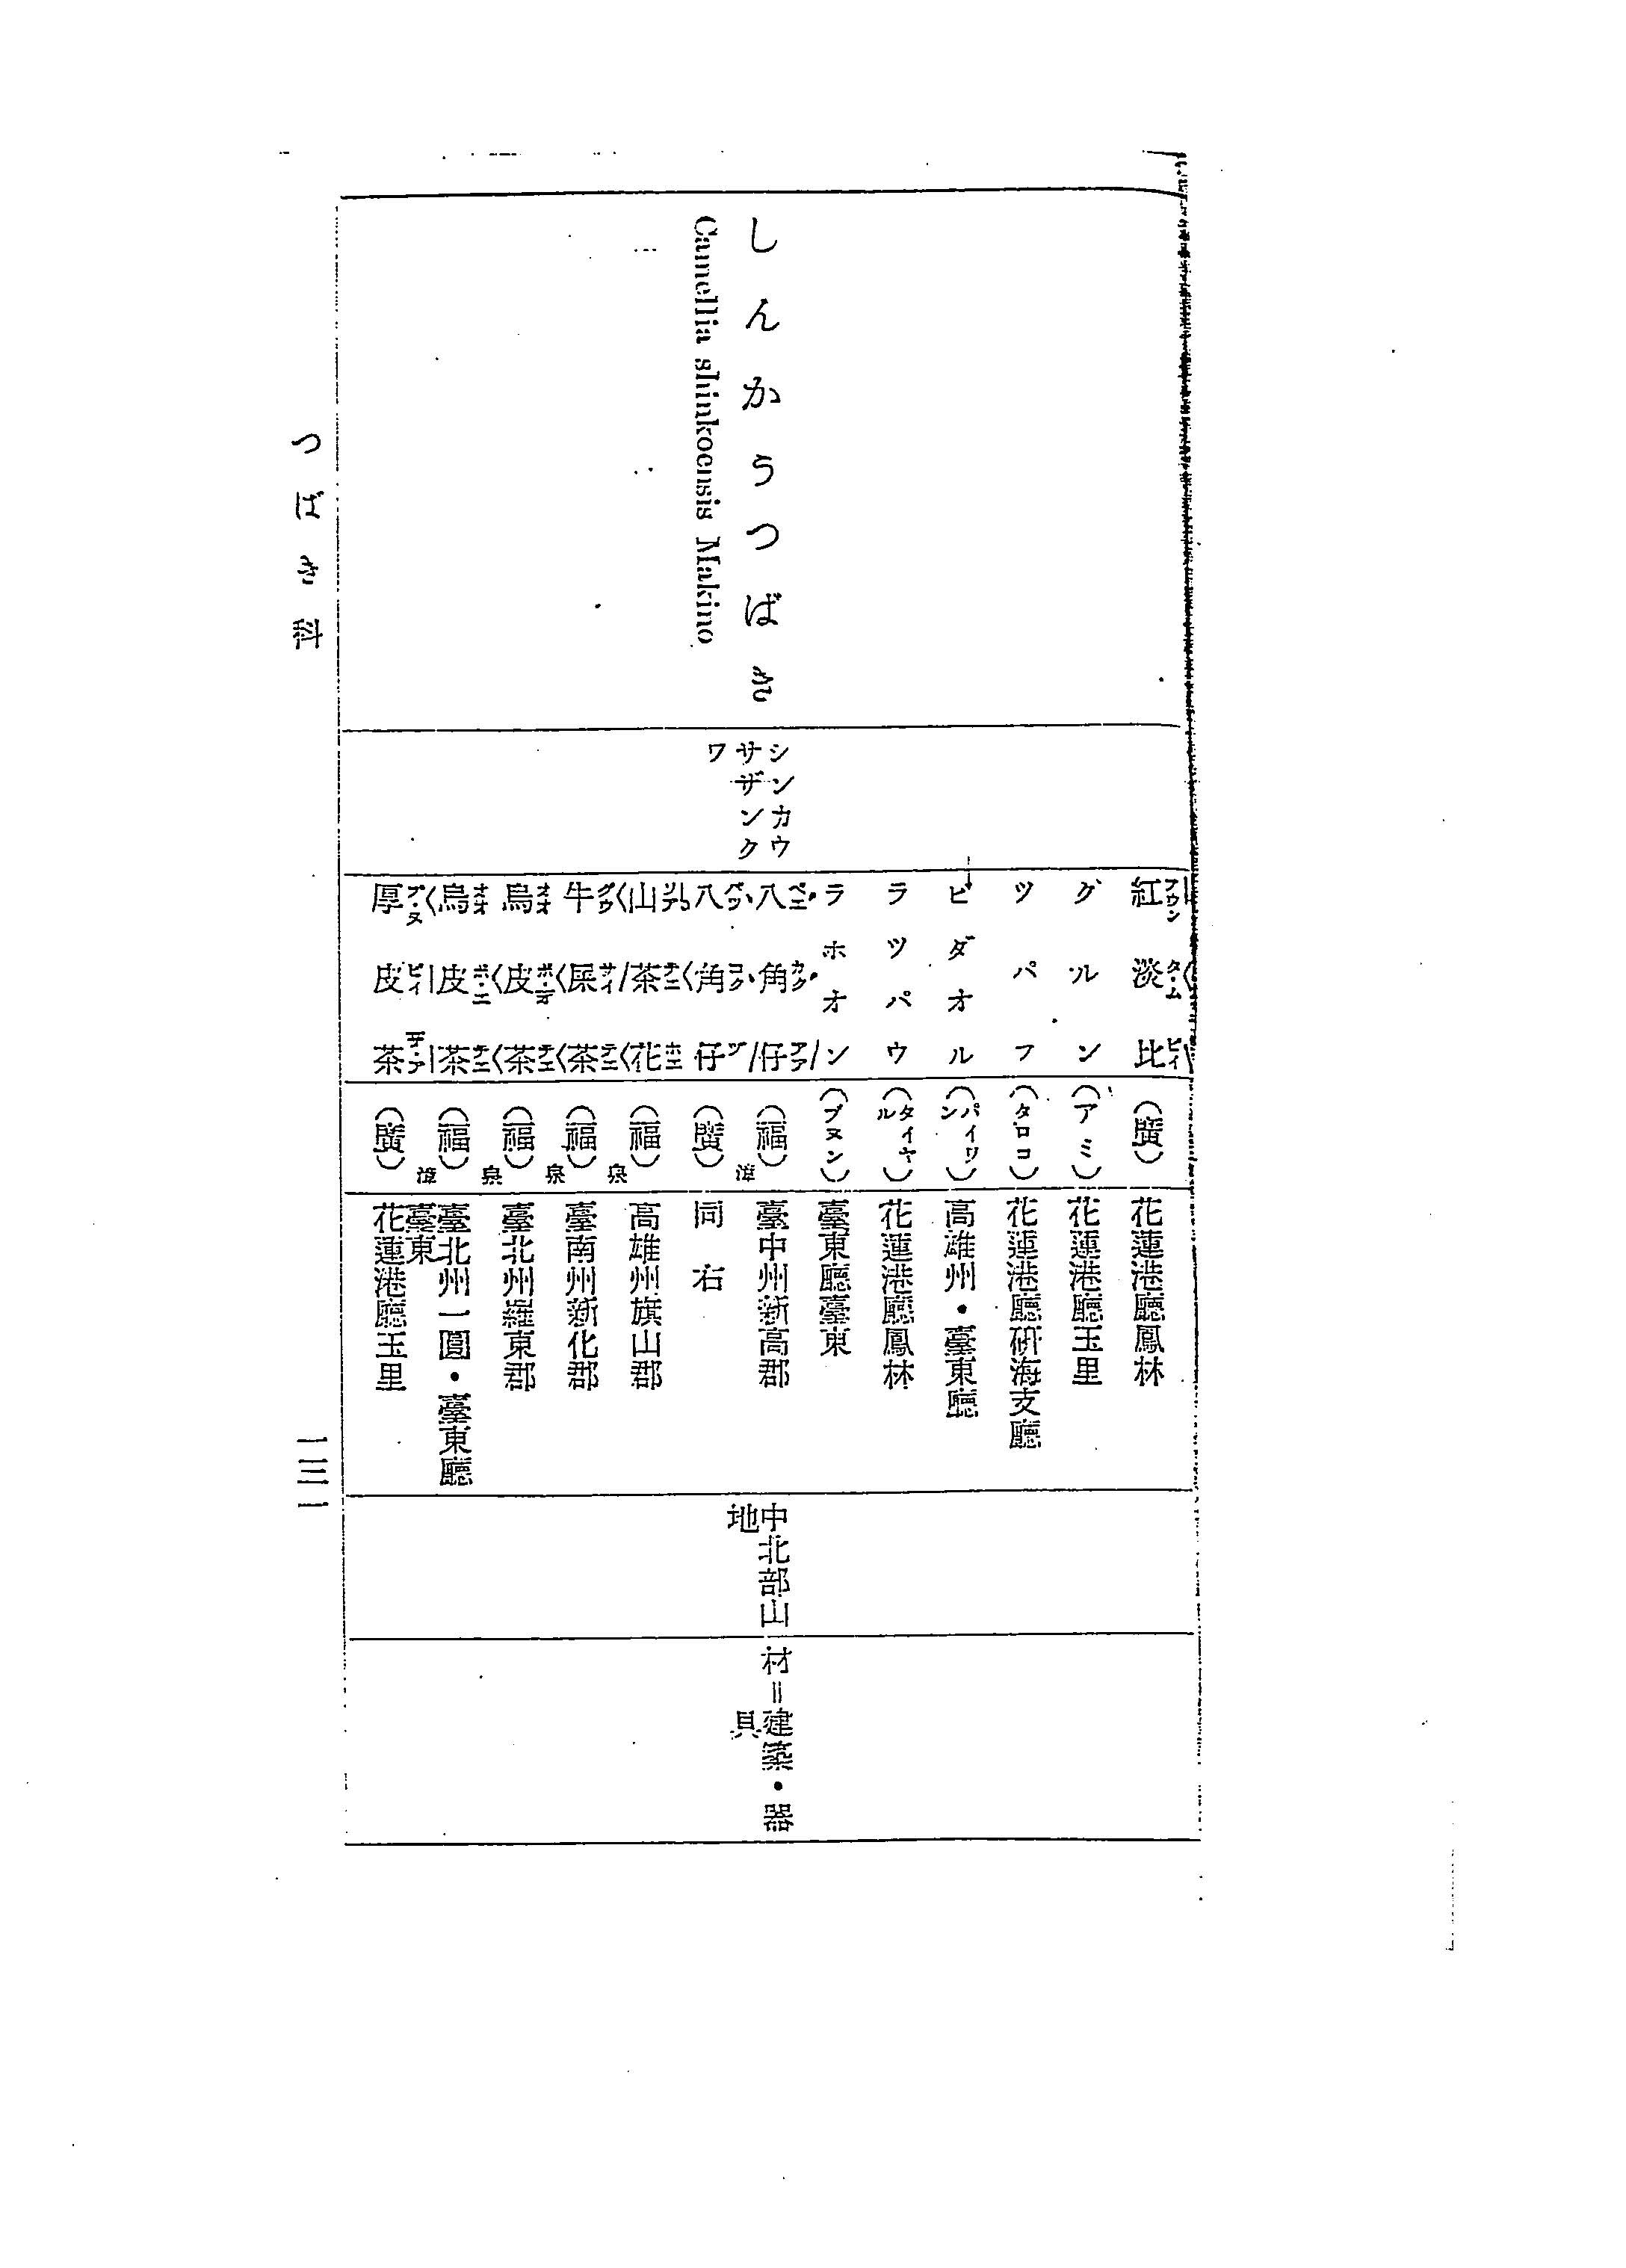 紅淡比
(廣)
花蓮港廳鳳林
グルン
(アミ)
花蓮港廳玉里
ツパフ
(タロコ)
花蓮港廳硏海支廳
ピダオル
(パイワン)
高雄州・臺東廳
ラツパウ
(タイヤル)
花蓮港廳鳳林
ラホオン
(ブヌン)
臺東廳臺東
しんかうつばき
Camellia shinkoensis Makino
シンカウ
サザンク
ワ
八角仔
(福)漳
臺中州新高郡
中北部山
地
材=建築・器
具
八角仔
(廣)
同右
山茶花
(福)泉
高雄州旗山郡
牛屎茶
(福)泉
臺南州新化郡
烏皮茶
(福)泉
臺北州羅東郡
烏皮茶
(福)漳
臺北州一圓・臺東廳
臺東
厚皮茶
(廣)
花蓮港廳玉里
つばき科
一三一